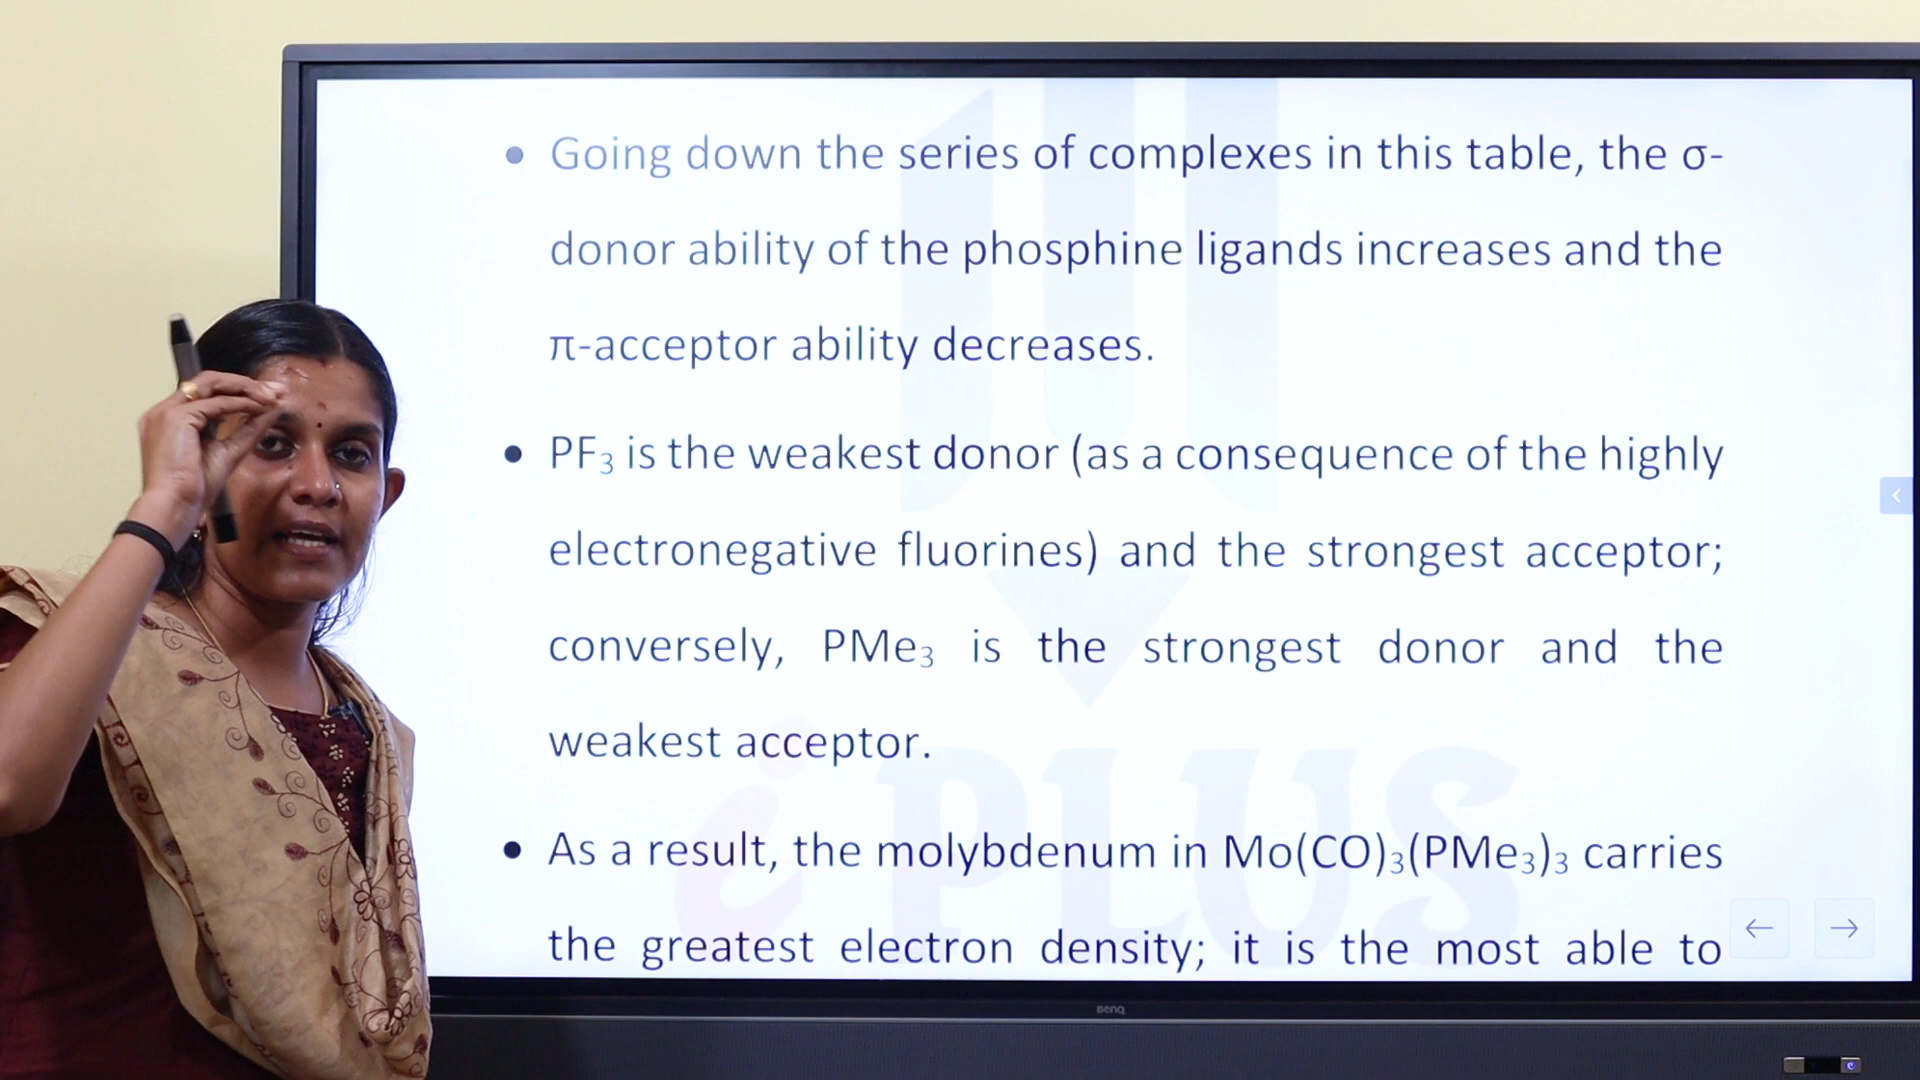 • Going down the series of complexes in this table, the σ-
donor ability of the phosphine ligands increases and the
π-acceptor ability decreases.
• PF₃ is the weakest donor (as a consequence of the highly
electronegative fluorines) and the strongest acceptor;
conversely, PMe₃ is the strongest donor and the
weakest acceptor.
• As a result, the molybdenum in Mo(CO)₃(PMe₃)₃ carries
the greatest electron density; it is the most able to
i PLUS
BenQ